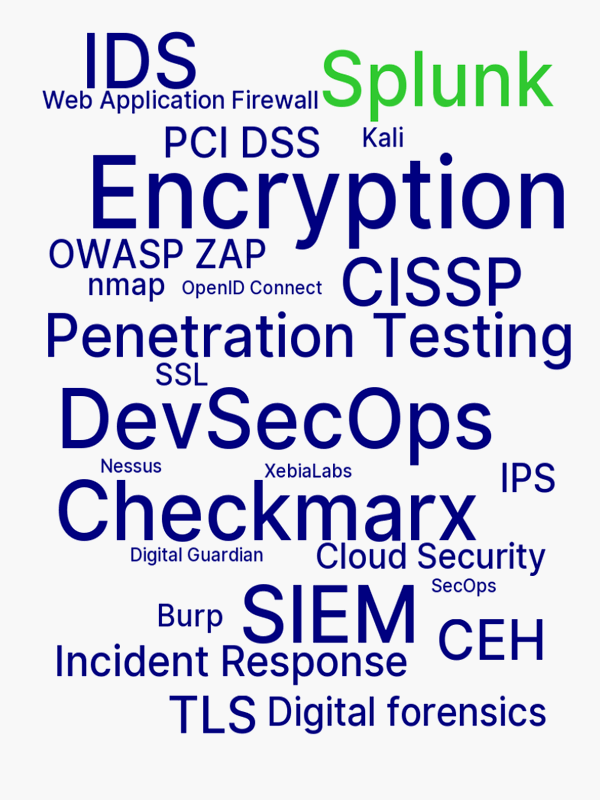 IDS
Splunk
Web Application Firewall
PCI DSS
Kali
Encryption
OWASP ZAP
nmap
OpenID Connect
CISSP
Penetration Testing
SSL
DevSecOps
Nessus
XebiaLabs
IPS
Checkmarx
Digital Guardian
Cloud Security
SecOps
Burp
SIEM
CEH
Incident Response
TLS
Digital forensics